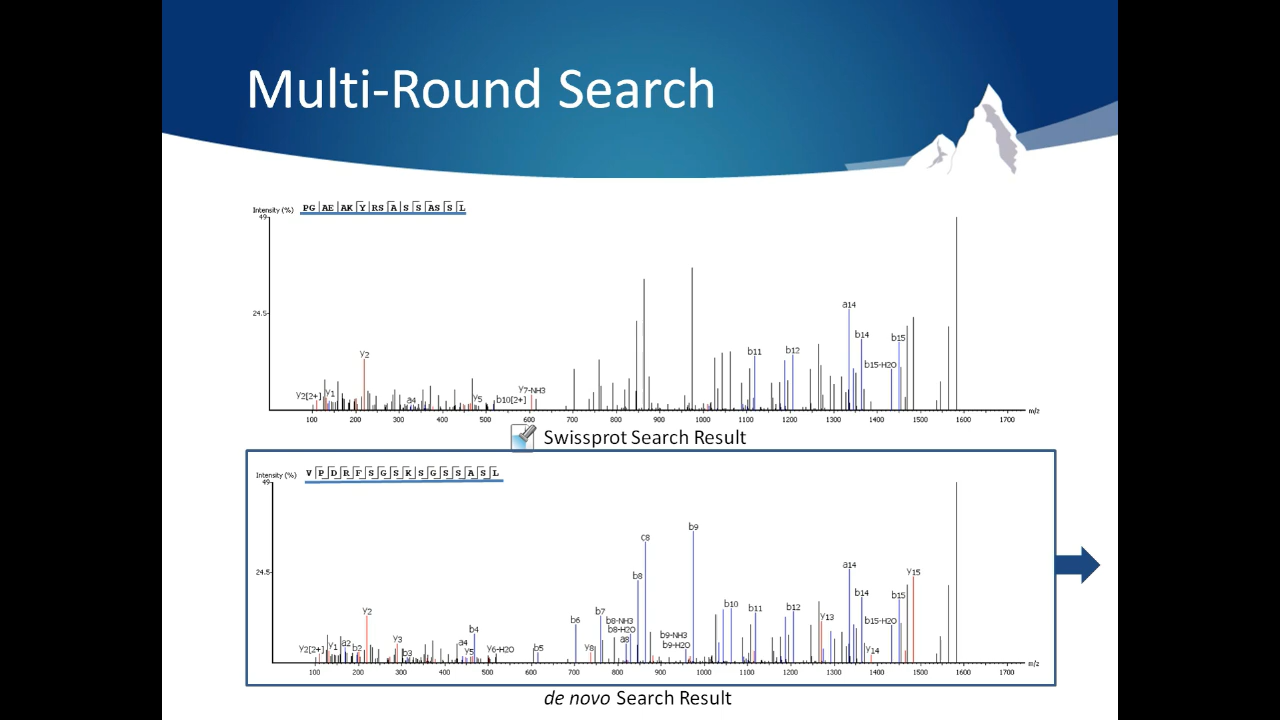 Multi-Round Search
Intensity (%)
PG AE AK Y RS A S S AS S L
49
24.5
y2[2+] y1 y2 a4 y5 b10[2+] y7-NH3 b11 b12 a14 b14 b15-H2O b15
100 200 300 400 500 600 700 800 900 1000 1100 1200 1300 1400 1500 1600 1700
m/z
Swissprot Search Result
Intensity (%)
V P D R F S G S K S G S S A S L
49
24.5
y2[2+] y1 a2 b2 y2 y3 b3 a4 y5 b4 y6-H2O b5 b6 y8 b7 b8-NH3 b8-H2O a8 b8 c8 b9-NH3 b9-H2O b9 b10 b11 b12 y13 a14 b14 y14 b15-H2O b15 y15
100 200 300 400 500 600 700 800 900 1000 1100 1200 1300 1400 1500 1600 1700
m/z
de novo Search Result